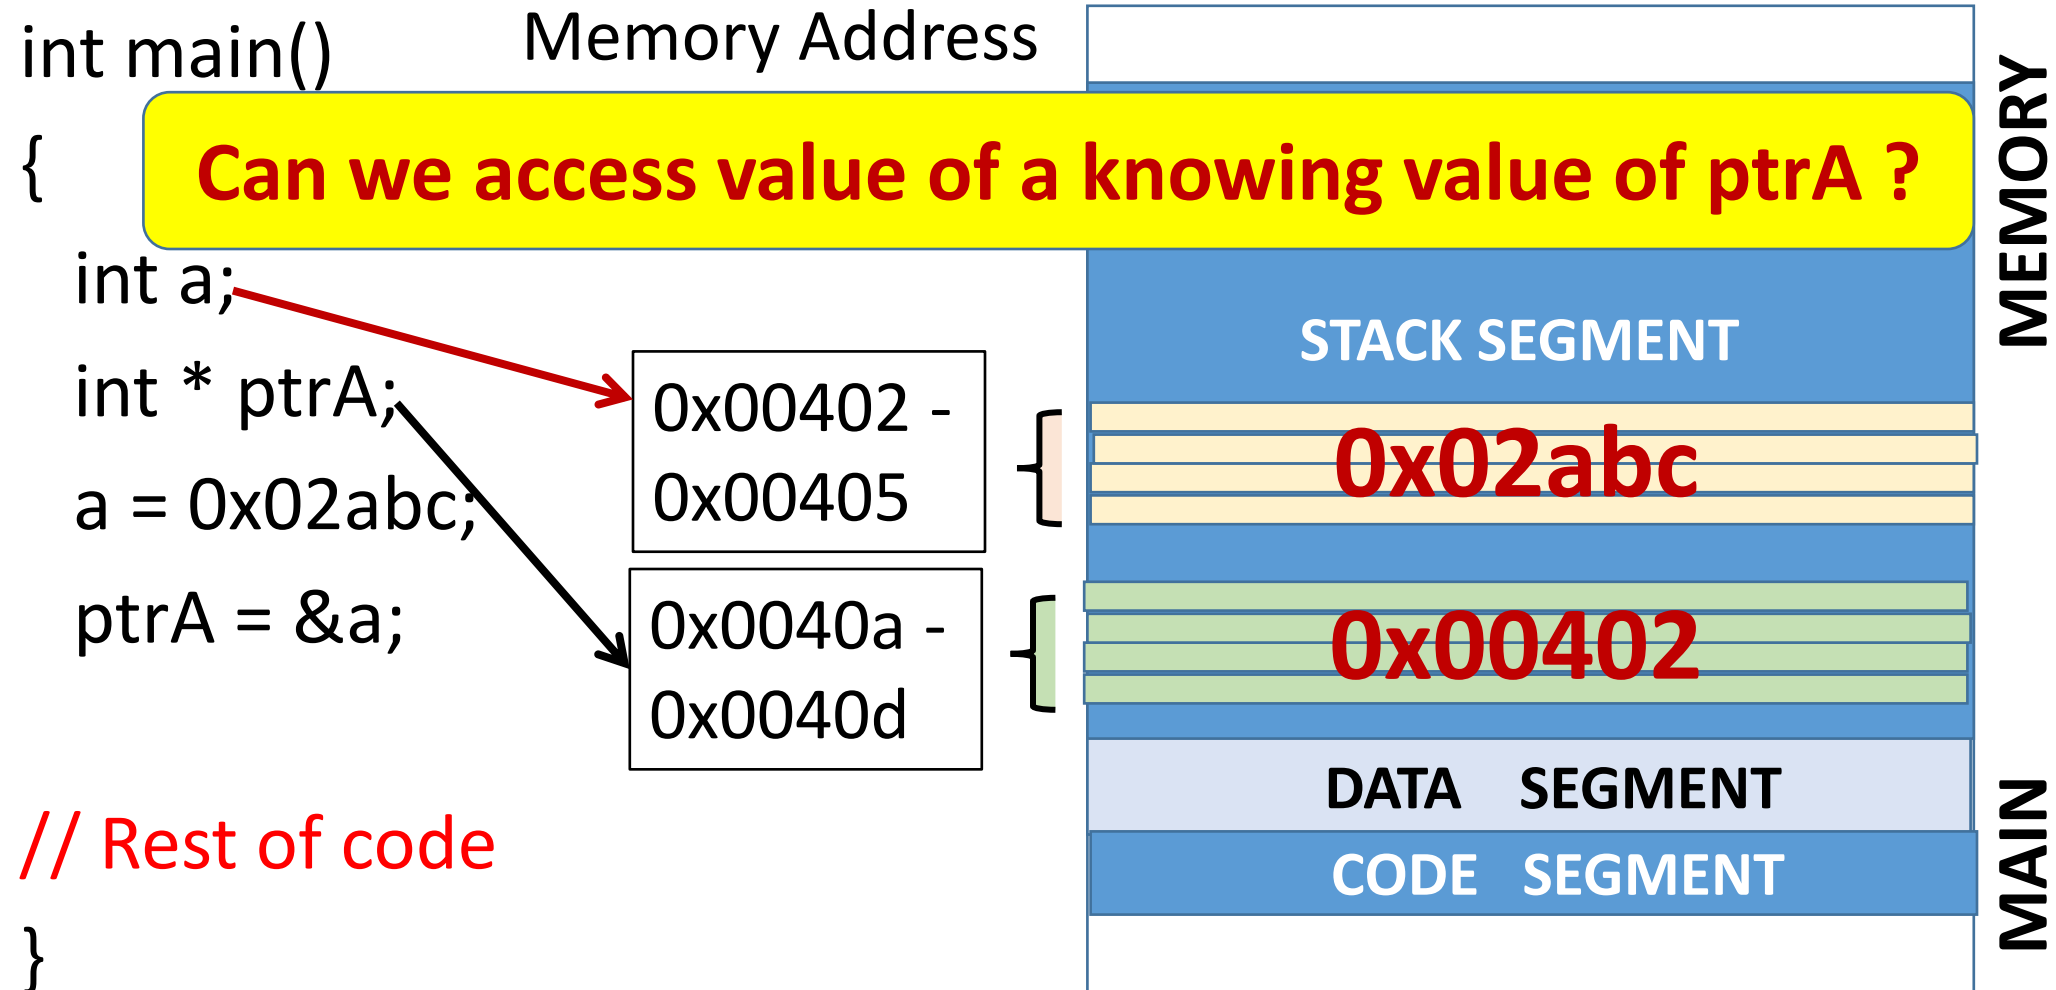 int main()
Memory Address
{
Can we access value of a knowing value of ptrA ?
int a;
int * ptrA;
a = 0x02abc;
ptrA = &a;
// Rest of code
}
0x00402 -
0x00405
0x0040a -
0x0040d
STACK SEGMENT
0x02abc
0x00402
DATA SEGMENT
CODE SEGMENT
MAIN MEMORY